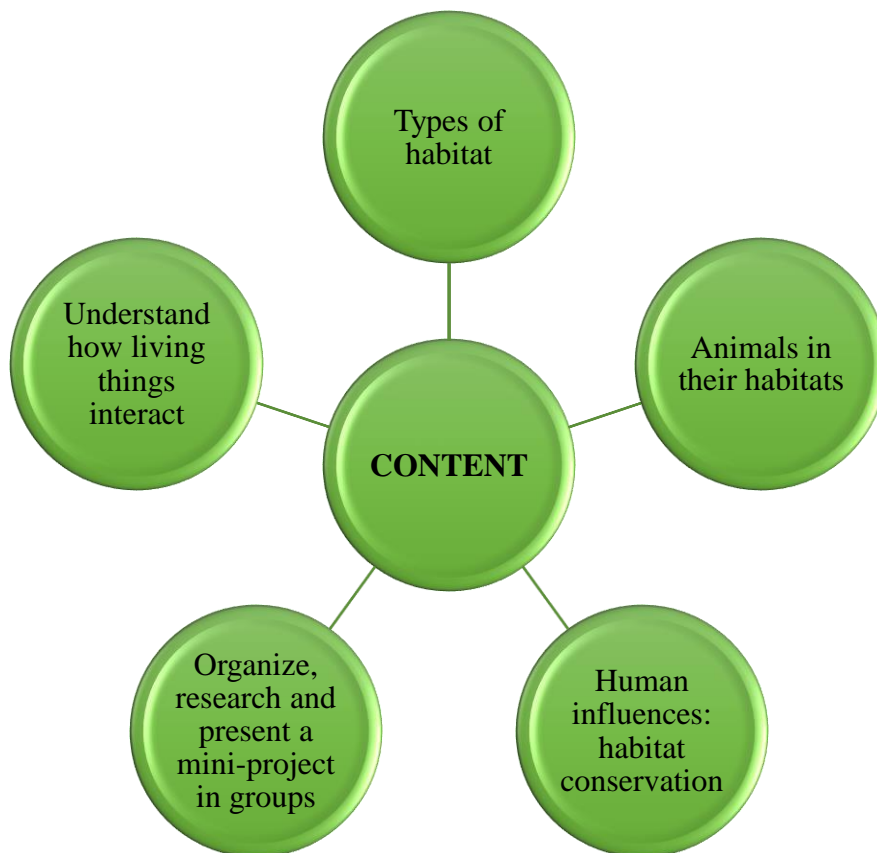 Types of
habitat
Understand
how living
things
interact
Animals in
their habitats
CONTENT
Organize,
research and
present a
mini-project
in groups
Human
influences:
habitat
conservation